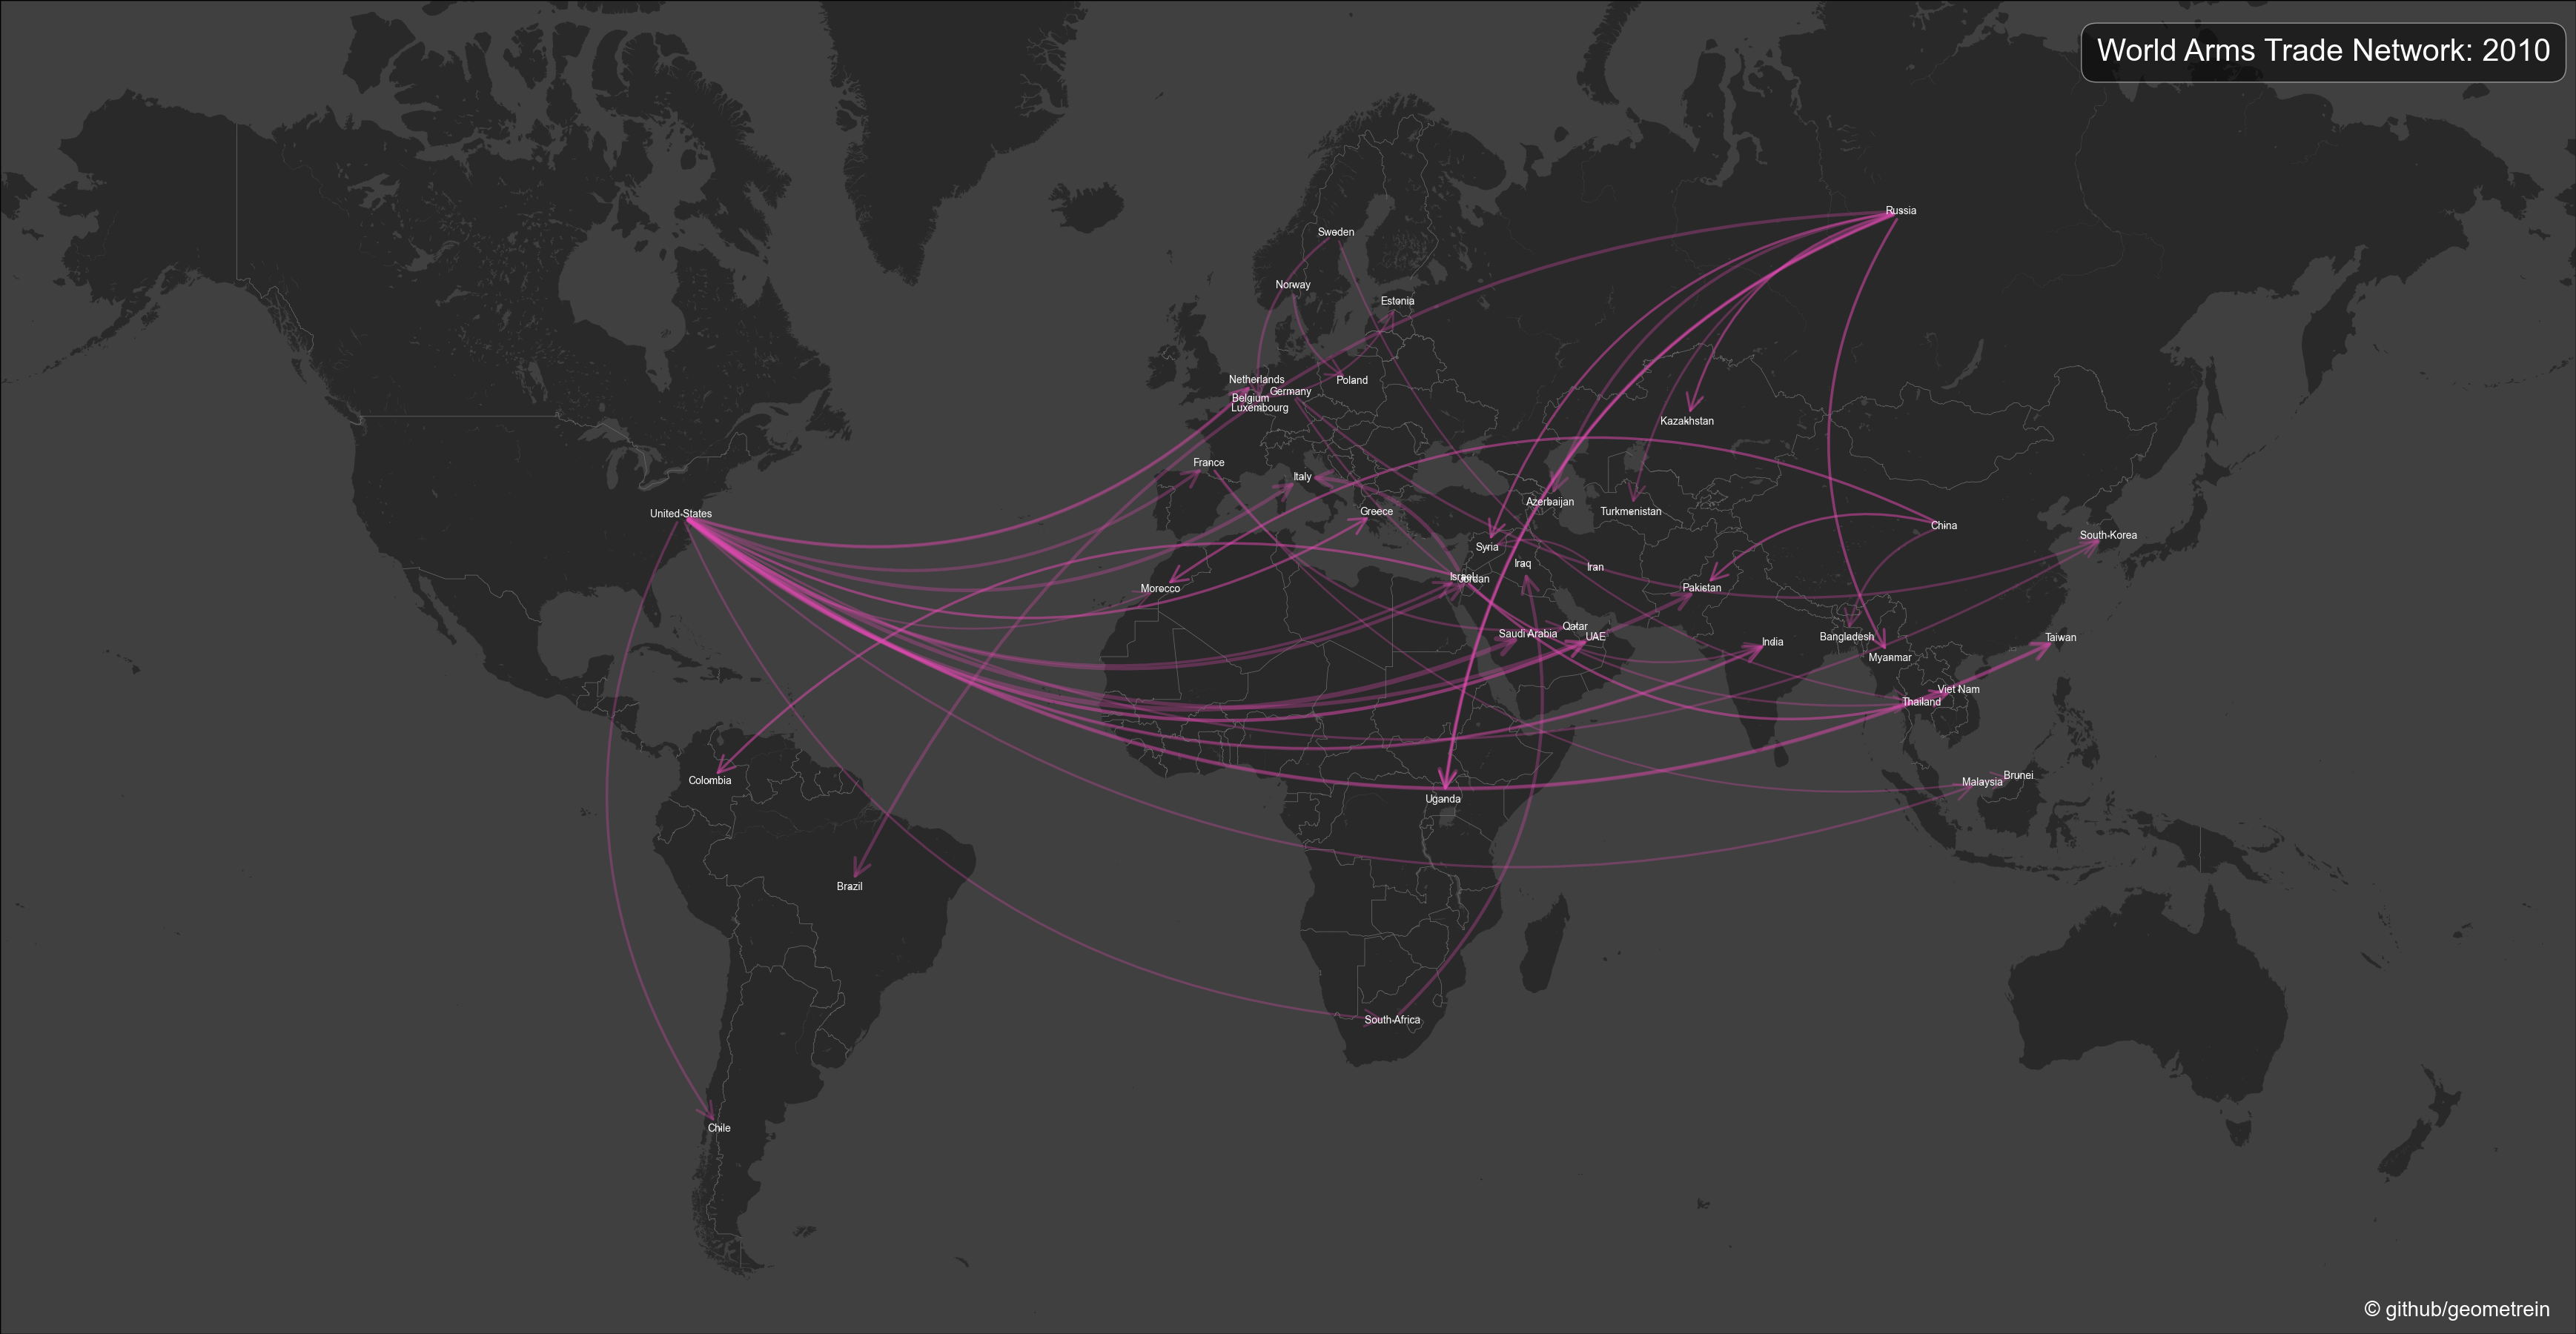 World Arms Trade Network: 2010
Russia
Sweden
Norway
Estonia
Netherlands
Poland
Germany
Belgium
Luxembourg
Kazakhstan
France
Italy
Azerbaijan
Greece
Turkmenistan
United States
China
South Korea
Syria
Iraq
Iran
Israel
Jordan
Morocco
Pakistan
Qatar
Saudi Arabia
UAE
Bangladesh
Taiwan
India
Myanmar
Viet Nam
Thailand
Brunei
Colombia
Malaysia
Uganda
Brazil
South Africa
Chile
© github/geometrein